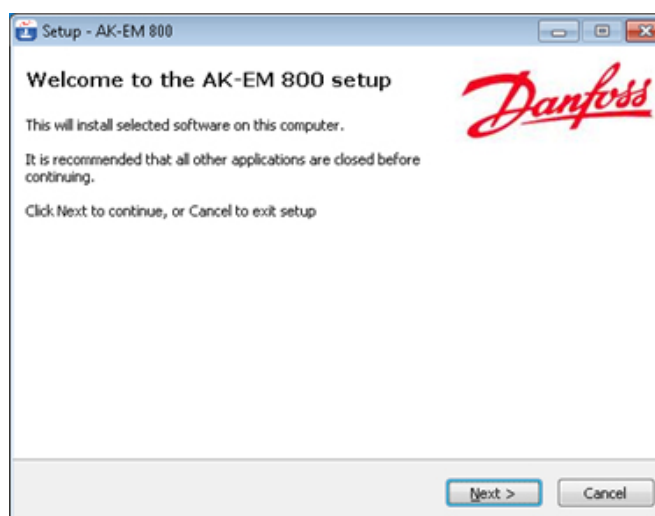 Setup - AK-EM 800
Welcome to the AK-EM 800 setup
Danfoss
This will install selected software on this computer.
It is recommended that all other applications are closed before
continuing.
Click Next to continue, or Cancel to exit setup
Next >
Cancel